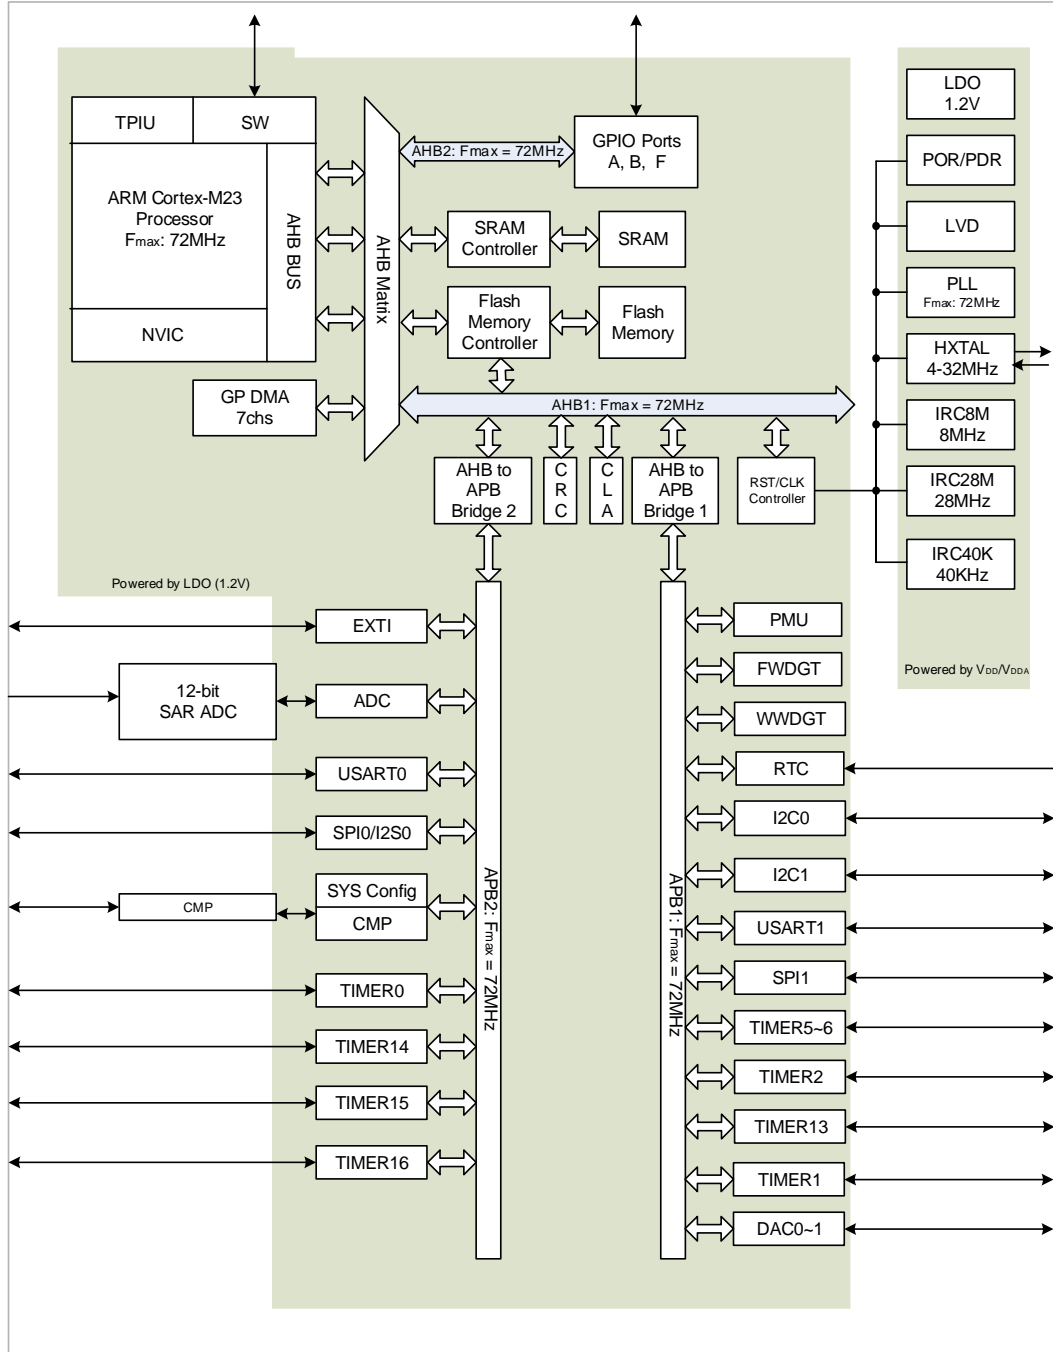 TPIU
SW
ARM Cortex-M23
Processor
Fmax: 72MHz
NVIC
AHB BUS
GP DMA
7chs
AHB Matrix
AHB2: Fmax = 72MHz
GPIO Ports
A, B, F
SRAM
Controller
SRAM
Flash
Memory
Controller
Flash
Memory
AHB1: Fmax = 72MHz
AHB to
APB
Bridge 2
C
R
C
C
L
A
AHB to
APB
Bridge 1
RST/CLK
Controller
LDO
1.2V
POR/PDR
LVD
PLL
Fmax: 72MHz
HXTAL
4-32MHz
IRC8M
8MHz
IRC28M
28MHz
IRC40K
40KHz
Powered by VDD/VDDA
Powered by LDO (1.2V)
EXTI
12-bit
SAR ADC
ADC
USART0
SPI0/I2S0
CMP
SYS Config
CMP
TIMER0
TIMER14
TIMER15
TIMER16
APB2: Fmax = 72MHz
APB1: Fmax = 72MHz
PMU
FWDGT
WWDGT
RTC
I2C0
I2C1
USART1
SPI1
TIMER5~6
TIMER2
TIMER13
TIMER1
DAC0~1